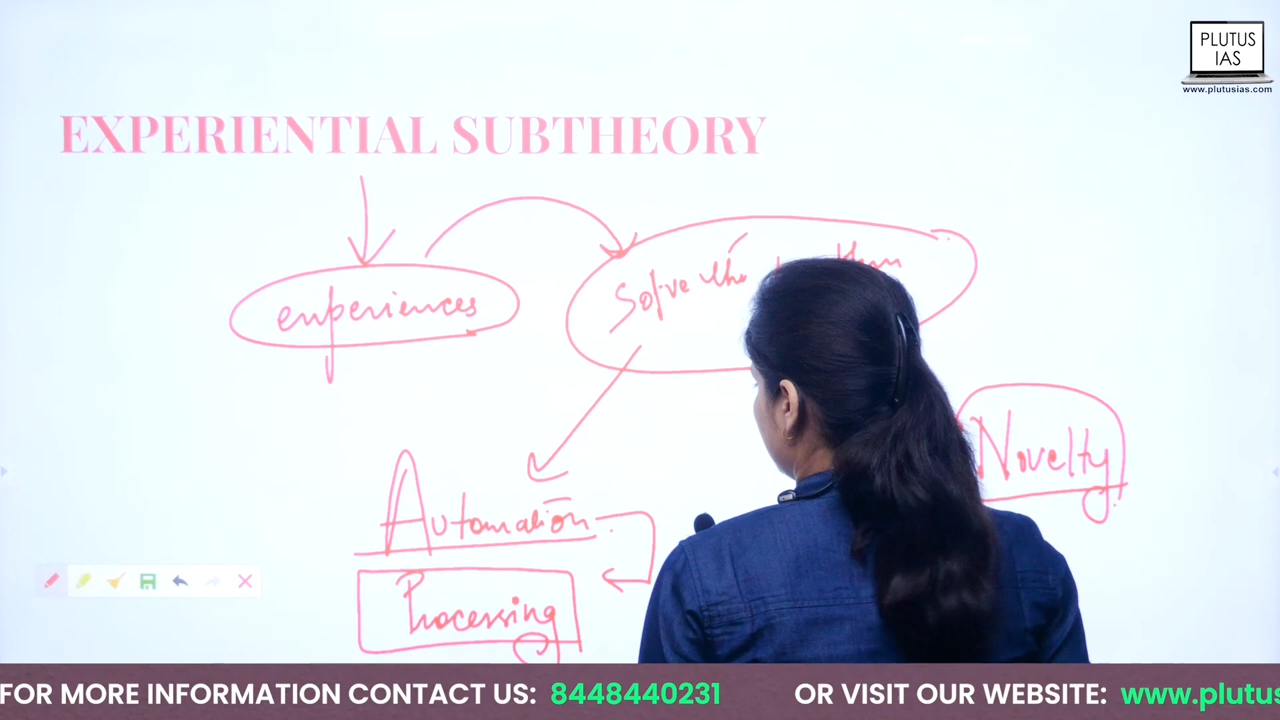 PLUTUS
IAS
www.plutusias.com
EXPERIENTIAL SUBTHEORY
experiences
Solve the
Novelty
Automation
Processing
FOR MORE INFORMATION CONTACT US: 8448440231 OR VISIT OUR WEBSITE: www.plutus